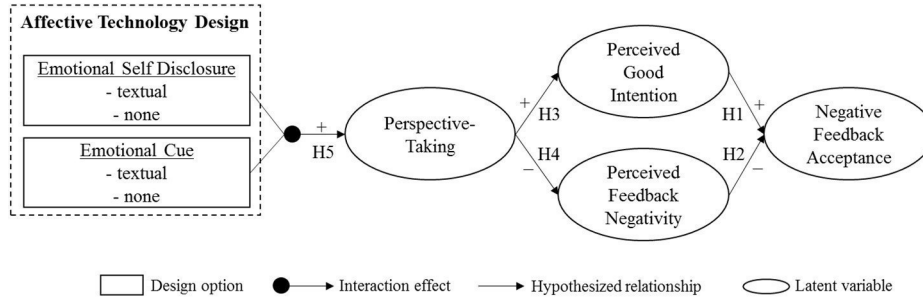 Affective Technology Design
Emotional Self Disclosure
- textual
- none
Emotional Cue
- textual
- none
+
H5
Perspective-
Taking
+
H3
H4
–
Perceived
Good
Intention
Perceived
Feedback
Negativity
H1
+
H2
–
Negative
Feedback
Acceptance
Design option
Interaction effect
Hypothesized relationship
Latent variable